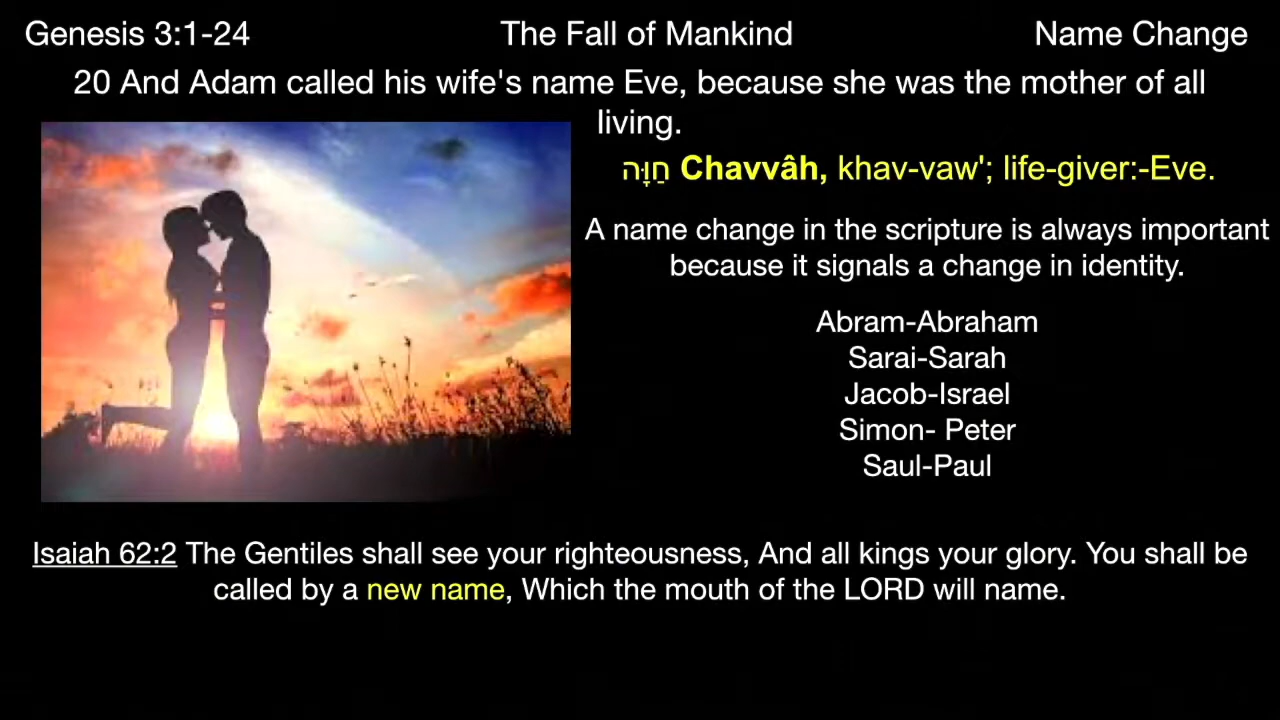 Genesis 3:1-24 The Fall of Mankind Name Change
20 And Adam called his wife's name Eve, because she was the mother of all
living.
חַוָּה Chavvâh, khav-vaw'; life-giver:-Eve.
A name change in the scripture is always important
because it signals a change in identity.
Abram-Abraham
Sarai-Sarah
Jacob-Israel
Simon- Peter
Saul-Paul
Isaiah 62:2 The Gentiles shall see your righteousness, And all kings your glory. You shall be
called by a new name, Which the mouth of the LORD will name.